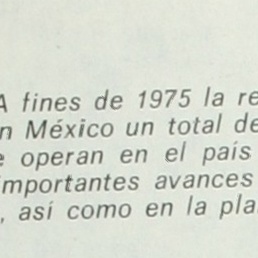 A fines de 1975 la re
n México un total de
e operan en el país
importantes avances
, así como en la pla